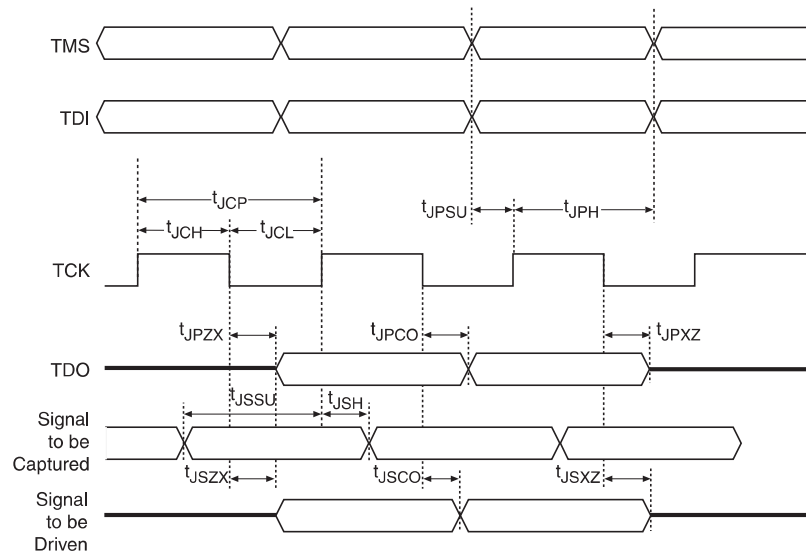 TMS
TDI
tJCP
tJPSU
tJPH
tJCH
tJCL
TCK
tJPZX
tJPCO
tJPXZ
TDO
tJSSU
tJSH
Signal
to be
Captured
tJSZX
tJSCO
tJSXZ
Signal
to be
Driven